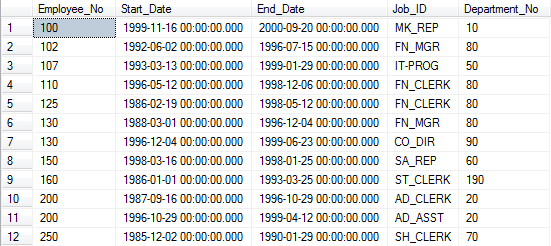 Employee_No Start_Date End_Date Job_ID Department_No
1 100 1999-11-16 00:00:00.000 2000-09-20 00:00:00.000 MK_REP 10
2 102 1992-06-02 00:00:00.000 1996-07-15 00:00:00.000 FN_MGR 80
3 107 1993-03-13 00:00:00.000 1999-01-29 00:00:00.000 IT-PROG 50
4 110 1996-05-12 00:00:00.000 1998-12-06 00:00:00.000 FN_CLERK 80
5 125 1986-02-19 00:00:00.000 1998-05-12 00:00:00.000 FN_CLERK 80
6 130 1988-03-01 00:00:00.000 1996-12-04 00:00:00.000 FN_MGR 80
7 130 1996-12-04 00:00:00.000 1999-06-23 00:00:00.000 CO_DIR 90
8 150 1998-03-16 00:00:00.000 1998-01-25 00:00:00.000 SA_REP 60
9 160 1986-01-01 00:00:00.000 1993-03-25 00:00:00.000 ST_CLERK 190
10 200 1987-09-16 00:00:00.000 1996-10-29 00:00:00.000 AD_CLERK 20
11 200 1996-10-29 00:00:00.000 1999-04-12 00:00:00.000 AD_ASST 20
12 250 1985-12-02 00:00:00.000 1990-01-29 00:00:00.000 SH_CLERK 70